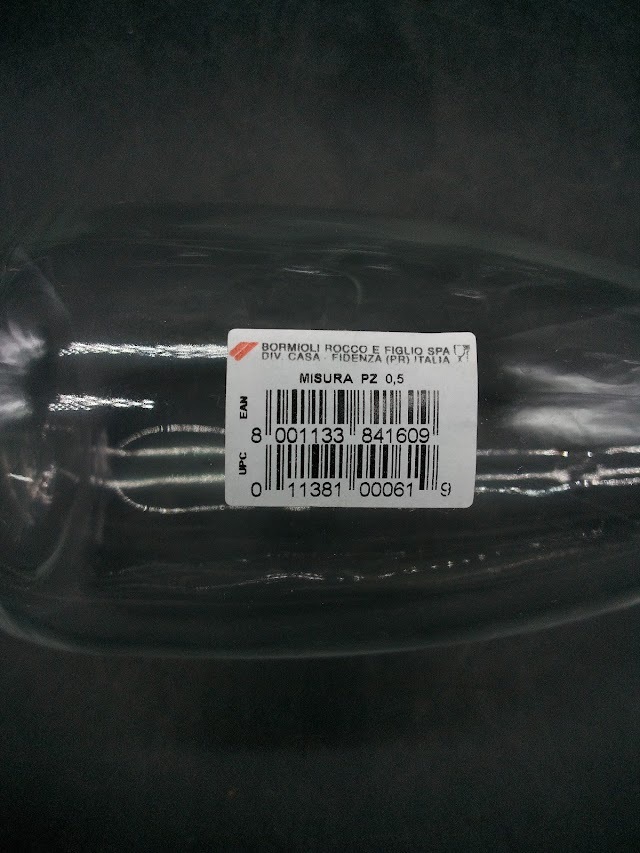 BORMIOLI ROCCO E FIGLIO SPA
DIV. CASA - FIDENZA (PR) ITALIA
MISURA PZ 0,5
EAN
8 001133 841609
UPC
0 11381 00061 9